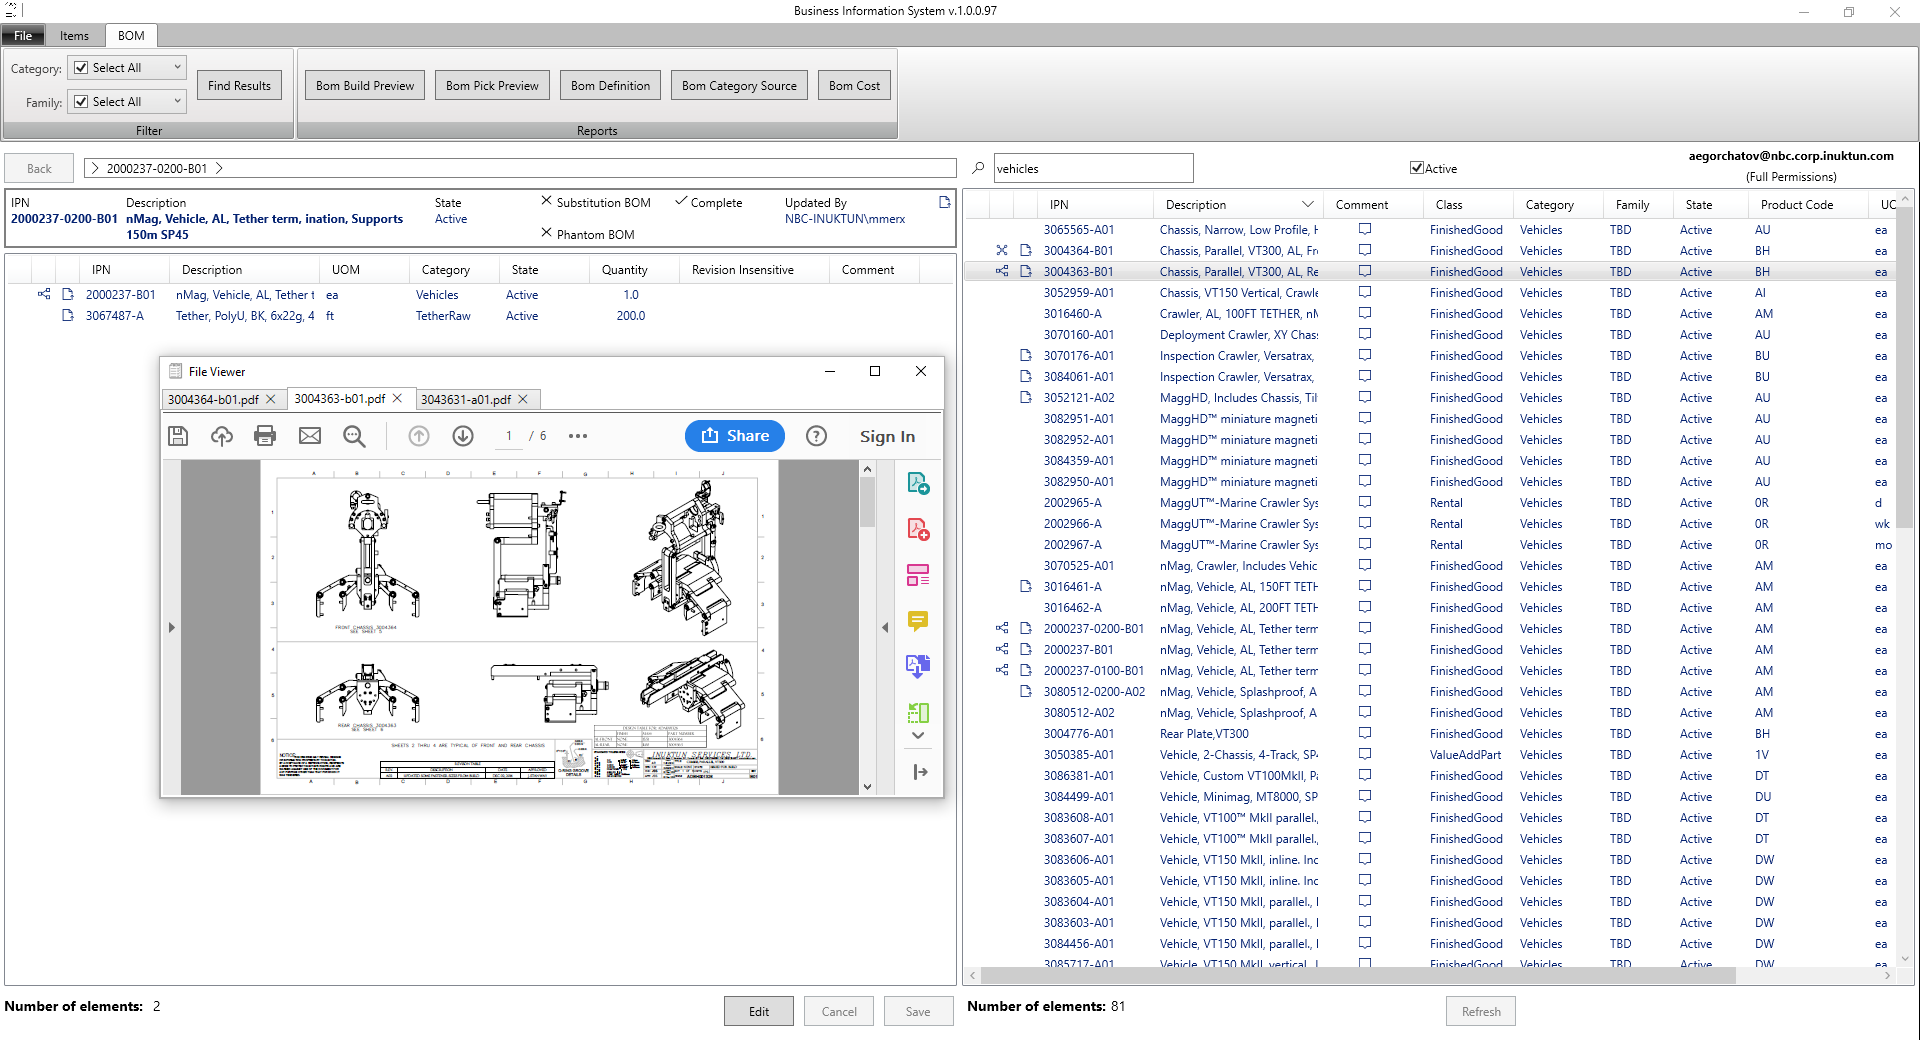 Business Information System v.1.0.0.97
File Items BOM
Category: Select All
Family: Select All
Find Results
Filter
Bom Build Preview Bom Pick Preview Bom Definition Bom Category Source Bom Cost
Reports
Back 2000237-0200-B01
vehicles
Active
aegorchatov@nbc.corp.inuktun.com
(Full Permissions)
IPN Description State Substitution BOM Complete Updated By
2000237-0200-B01 nMag, Vehicle, AL, Tether term, ination, Supports Active NBC-INUKTUN\mmerx
150m SP45 Phantom BOM
IPN Description UOM Category State Quantity Revision Insensitive Comment
2000237-B01 nMag, Vehicle, AL, Tether t ea Vehicles Active 1.0
3067487-A Tether, PolyU, BK, 6x22g, 4 ft TetherRaw Active 200.0
File Viewer
3004364-b01.pdf 3004363-b01.pdf 3043631-a01.pdf
1 / 6 Share Sign In
FRONT CHASSIS 3004364
SEE SHEET 5
REAR CHASSIS 3004363
SEE SHEET 6
SHEETS 2 THRU 4 ARE TYPICAL OF FRONT AND REAR CHASSIS
INUKTUN SERVICES LTD.
Number of elements: 2
Edit Cancel Save
IPN Description Comment Class Category Family State Product Code UC
3065565-A01 Chassis, Narrow, Low Profile, H FinishedGood Vehicles TBD Active AU ea
3004364-B01 Chassis, Parallel, VT300, AL, Fr FinishedGood Vehicles TBD Active BH ea
3004363-B01 Chassis, Parallel, VT300, AL, Re FinishedGood Vehicles TBD Active BH ea
3052959-A01 Chassis, VT150 Vertical, Crawle FinishedGood Vehicles TBD Active AI ea
3016460-A Crawler, AL, 100FT TETHER, nM FinishedGood Vehicles TBD Active AM ea
3070160-A01 Deployment Crawler, XY Chas FinishedGood Vehicles TBD Active AU ea
3070176-A01 Inspection Crawler, Versatrax, FinishedGood Vehicles TBD Active BU ea
3084061-A01 Inspection Crawler, Versatrax, FinishedGood Vehicles TBD Active BU ea
3052121-A02 MaggHD, Includes Chassis, Til FinishedGood Vehicles TBD Active AU ea
3082951-A01 MaggHD™ miniature magneti FinishedGood Vehicles TBD Active AU ea
3082952-A01 MaggHD™ miniature magneti FinishedGood Vehicles TBD Active AU ea
3084359-A01 MaggHD™ miniature magneti FinishedGood Vehicles TBD Active AU ea
3082950-A01 MaggHD™ miniature magneti FinishedGood Vehicles TBD Active AU ea
2002965-A MaggUT™-Marine Crawler Sys Rental Vehicles TBD Active 0R d
2002966-A MaggUT™-Marine Crawler Sys Rental Vehicles TBD Active 0R wk
2002967-A MaggUT™-Marine Crawler Sys Rental Vehicles TBD Active 0R mo
3070525-A01 nMag, Crawler, Includes Vehic FinishedGood Vehicles TBD Active AM ea
3016461-A nMag, Vehicle, AL, 150FT TETH FinishedGood Vehicles TBD Active AM ea
3016462-A nMag, Vehicle, AL, 200FT TETH FinishedGood Vehicles TBD Active AM ea
2000237-0200-B01 nMag, Vehicle, AL, Tether term FinishedGood Vehicles TBD Active AM ea
2000237-B01 nMag, Vehicle, AL, Tether term FinishedGood Vehicles TBD Active AM ea
2000237-0100-B01 nMag, Vehicle, AL, Tether term FinishedGood Vehicles TBD Active AM ea
3080512-0200-A02 nMag, Vehicle, Splashproof, A FinishedGood Vehicles TBD Active AM ea
3080512-A02 nMag, Vehicle, Splashproof, A FinishedGood Vehicles TBD Active AM ea
3004776-A01 Rear Plate,VT300 FinishedGood Vehicles TBD Active BH ea
3050385-A01 Vehicle, 2-Chassis, 4-Track, SP ValueAddPart Vehicles TBD Active 1V ea
3086381-A01 Vehicle, Custom VT100MkII, Pa FinishedGood Vehicles TBD Active DT ea
3084499-A01 Vehicle, Minimag, MT8000, SP FinishedGood Vehicles TBD Active DU ea
3083608-A01 Vehicle, VT100™ MkII parallel., FinishedGood Vehicles TBD Active DT ea
3083607-A01 Vehicle, VT100™ MkII parallel., FinishedGood Vehicles TBD Active DT ea
3083606-A01 Vehicle, VT150 MkII, inline. Inc FinishedGood Vehicles TBD Active DW ea
3083605-A01 Vehicle, VT150 MkII, inline. Inc FinishedGood Vehicles TBD Active DW ea
3083604-A01 Vehicle, VT150 MkII, parallel., I FinishedGood Vehicles TBD Active DW ea
3083603-A01 Vehicle, VT150 MkII, parallel., I FinishedGood Vehicles TBD Active DW ea
3084456-A01 Vehicle, VT150 MkII, parallel., I FinishedGood Vehicles TBD Active DW ea
3085717-A01 Vehicle, VT150 MkII, vertical, I FinishedGood Vehicles TBD Active DW ea
Number of elements: 81
Refresh